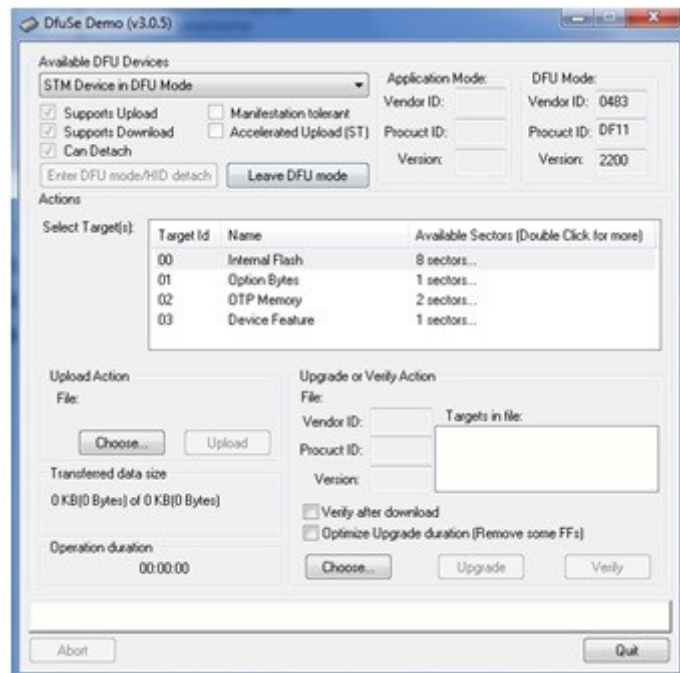 DfuSe Demo (v3.0.5)
Available DFU Devices
STM Device in DFU Mode
Supports Upload
Manifestation tolerant
Supports Download
Accelerated Upload (ST)
Can Detach
Enter DFU mode/HID detach
Leave DFU mode
Application Mode:
Vendor ID:
Procuct ID:
Version:
DFU Mode:
Vendor ID: 0483
Procuct ID: DF11
Version: 2200
Actions
Select Target(s):
Target Id Name Available Sectors (Double Click for more)
00 Internal Flash 8 sectors...
01 Option Bytes 1 sectors...
02 OTP Memory 2 sectors...
03 Device Feature 1 sectors...
Upload Action
File:
Choose... Upload
Transferred data size
0 KB(0 Bytes) of 0 KB(0 Bytes)
Operation duration
00:00:00
Upgrade or Verify Action
File:
Vendor ID:
Procuct ID:
Version:
Targets in file:
Verify after download
Optimize Upgrade duration (Remove some FFs)
Choose... Upgrade Verify
Abort
Quit